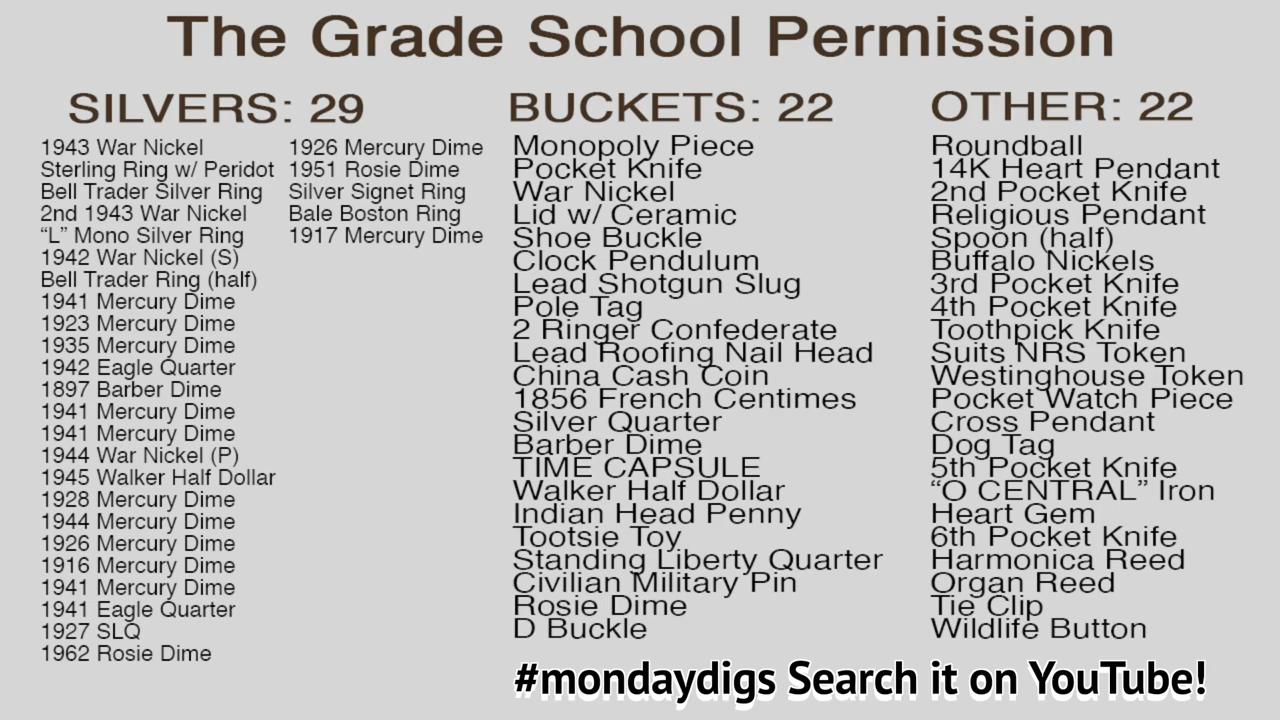 The Grade School Permission
SILVERS: 29
1943 War Nickel
Sterling Ring w/ Peridot
Bell Trader Silver Ring
2nd 1943 War Nickel
“L” Mono Silver Ring
1942 War Nickel (S)
Bell Trader Ring (half)
1941 Mercury Dime
1923 Mercury Dime
1935 Mercury Dime
1942 Eagle Quarter
1897 Barber Dime
1941 Mercury Dime
1941 Mercury Dime
1944 War Nickel (P)
1945 Walker Half Dollar
1928 Mercury Dime
1944 Mercury Dime
1926 Mercury Dime
1916 Mercury Dime
1941 Mercury Dime
1941 Eagle Quarter
1927 SLQ
1962 Rosie Dime
1926 Mercury Dime
1951 Rosie Dime
Silver Signet Ring
Bale Boston Ring
1917 Mercury Dime
BUCKETS: 22
Monopoly Piece
Pocket Knife
War Nickel
Lid w/ Ceramic
Shoe Buckle
Clock Pendulum
Lead Shotgun Slug
Pole Tag
2 Ringer Confederate
Lead Roofing Nail Head
China Cash Coin
1856 French Centimes
Silver Quarter
Barber Dime
TIME CAPSULE
Walker Half Dollar
Indian Head Penny
Tootsie Toy
Standing Liberty Quarter
Civilian Military Pin
Rosie Dime
D Buckle
OTHER: 22
Roundball
14K Heart Pendant
2nd Pocket Knife
Religious Pendant
Spoon (half)
Buffalo Nickels
3rd Pocket Knife
4th Pocket Knife
Toothpick Knife
Suits NRS Token
Westinghouse Token
Pocket Watch Piece
Cross Pendant
Dog Tag
5th Pocket Knife
“O CENTRAL” Iron
Heart Gem
6th Pocket Knife
Harmonica Reed
Organ Reed
Tie Clip
Wildlife Button
#mondaydigs Search it on YouTube!